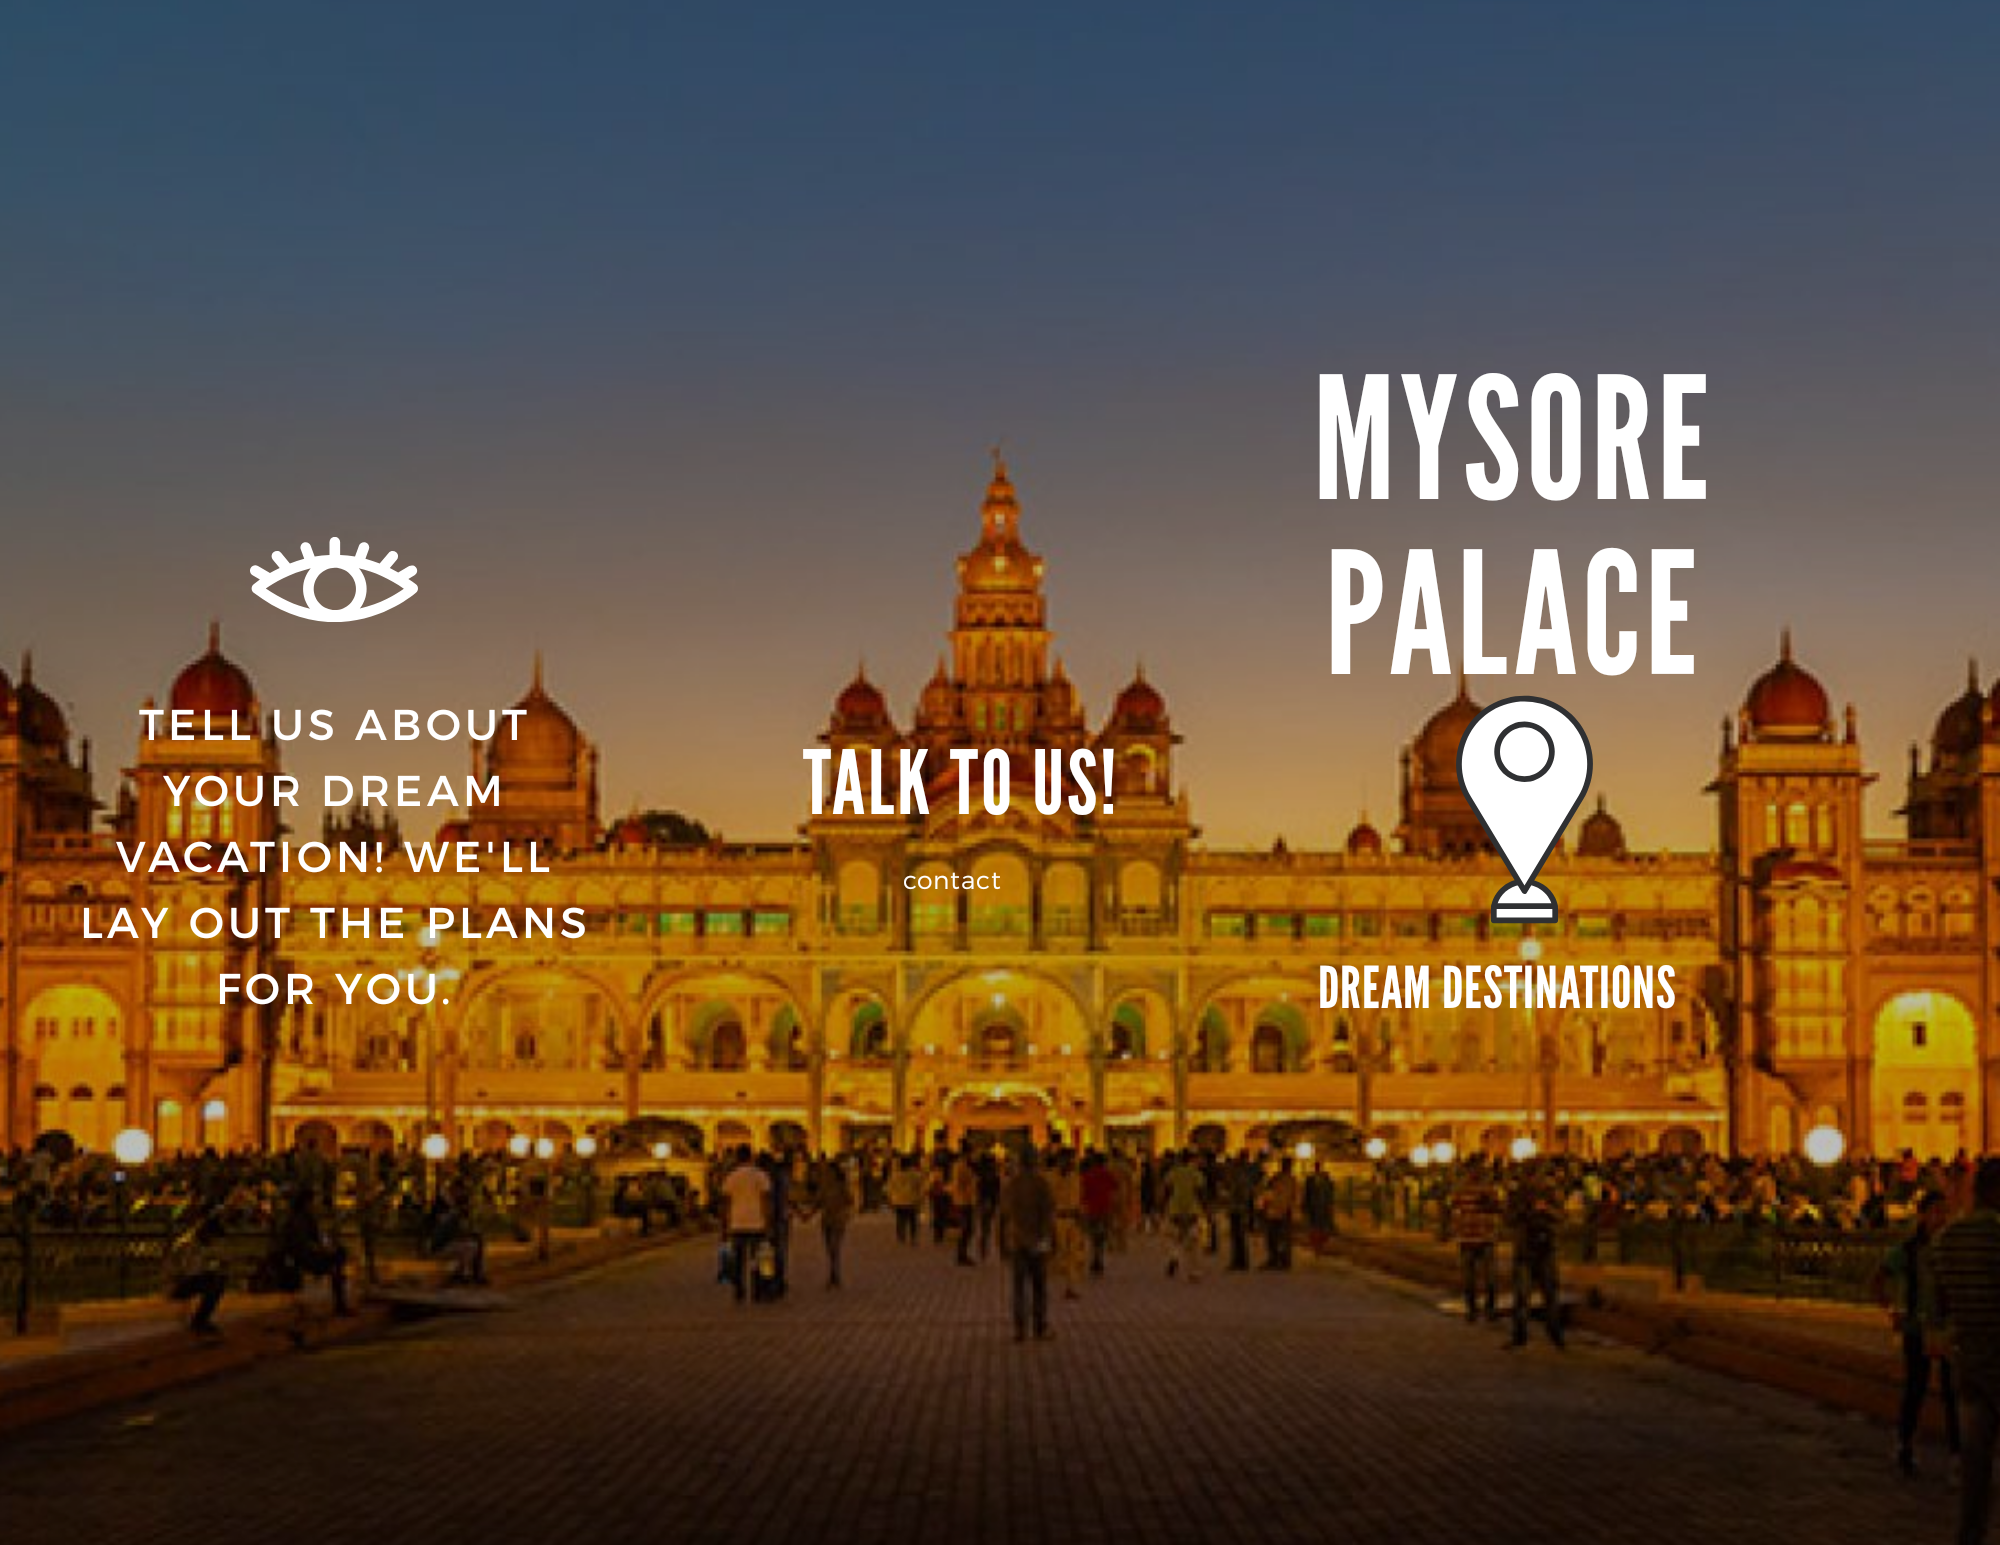 TELL US ABOUT
YOUR DREAM
VACATION! WE'LL
LAY OUT THE PLANS
FOR YOU.
TALK TO US!
contact
MYSORE
PALACE
DREAM DESTINATIONS